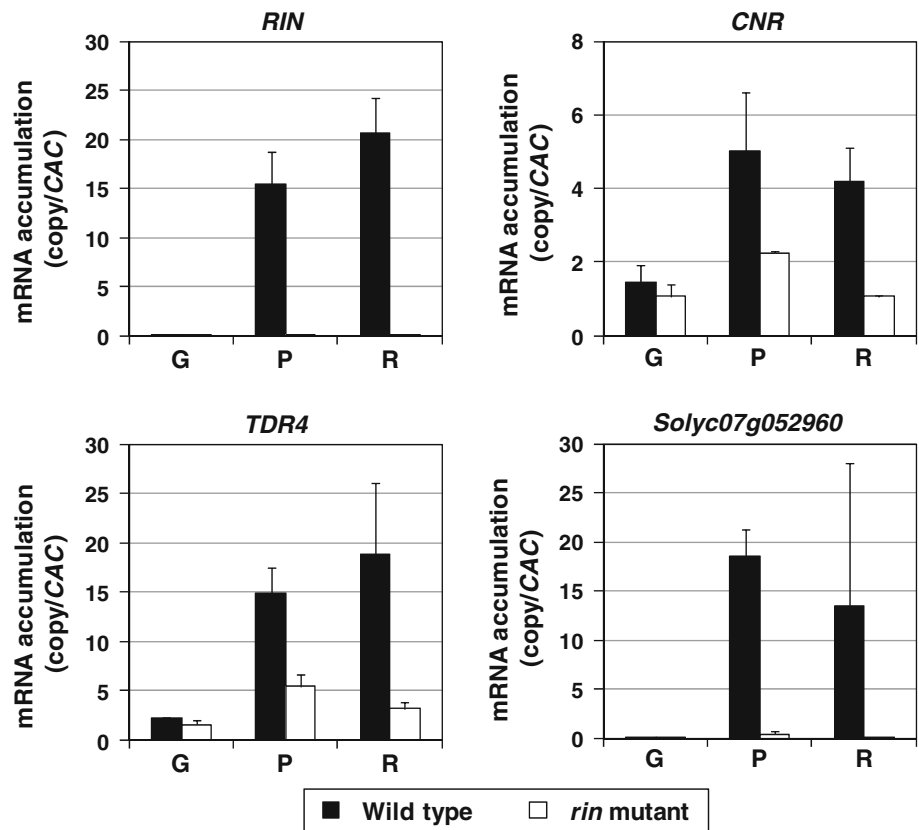 RIN
mRNA accumulation
(copy/CAC)
30
25
20
15
10
5
0
G P R
CNR
mRNA accumulation
(copy/CAC)
8
6
4
2
0
G P R
TDR4
mRNA accumulation
(copy/CAC)
30
25
20
15
10
5
0
G P R
Solyc07g052960
mRNA accumulation
(copy/CAC)
30
25
20
15
10
5
0
G P R
Wild type rin mutant